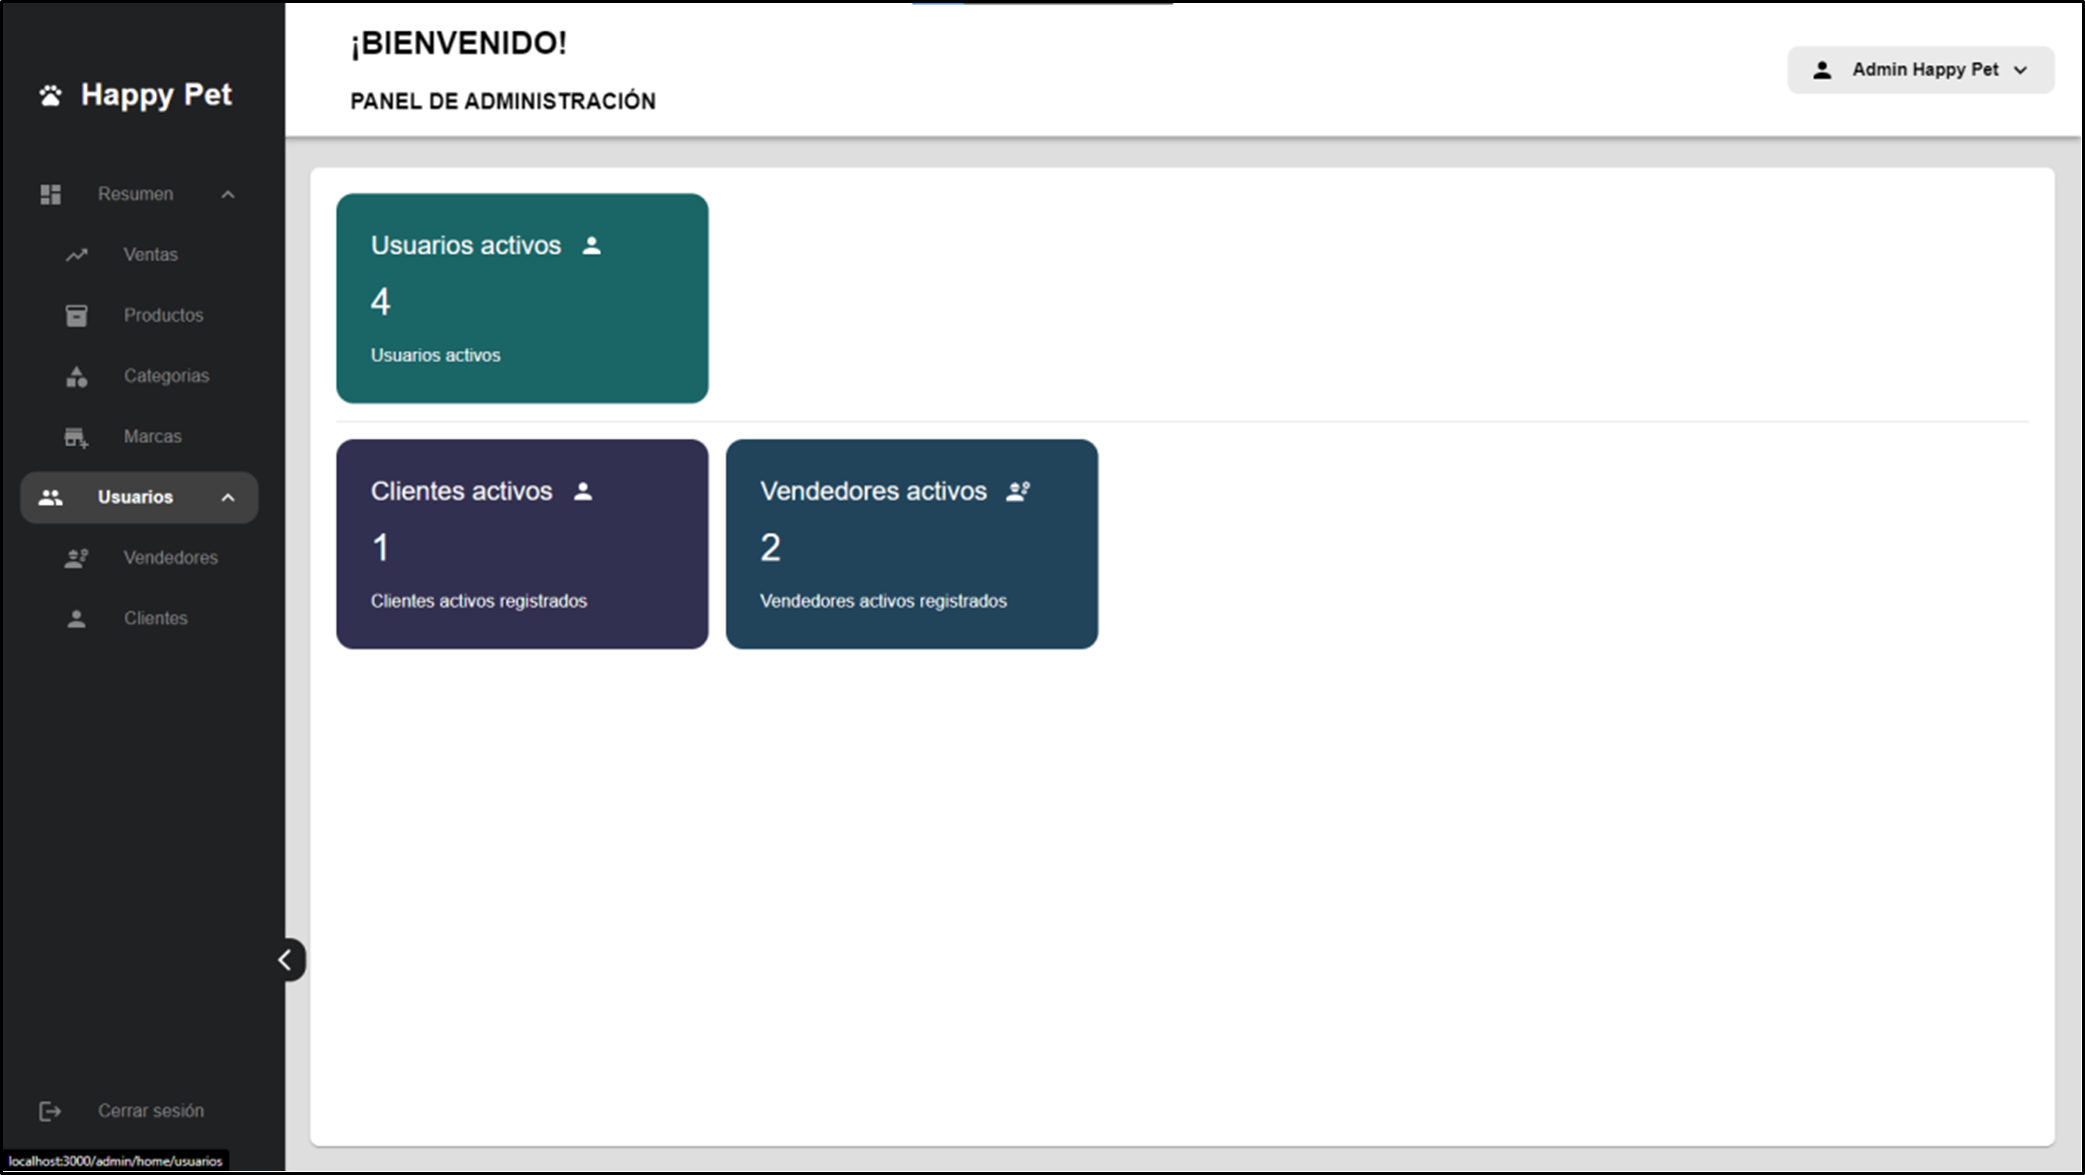 Happy Pet
Resumen
Ventas
Productos
Categorias
Marcas
Usuarios
Vendedores
Clientes
Cerrar sesión
localhost:3000/admin/home/usuarios
¡BIENVENIDO!
PANEL DE ADMINISTRACIÓN
Admin Happy Pet
Usuarios activos
4
Usuarios activos
Clientes activos
1
Clientes activos registrados
Vendedores activos
2
Vendedores activos registrados